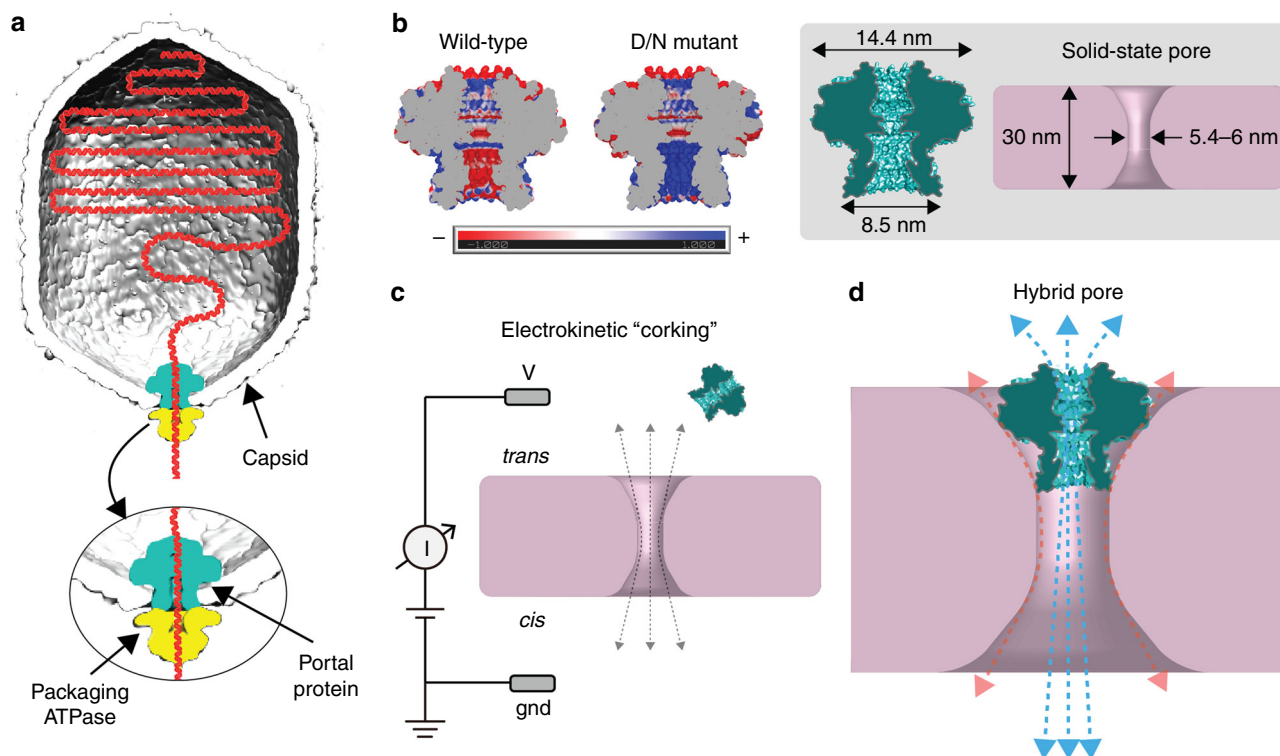 a
Capsid
Portal
protein
Packaging
ATPase
b
Wild-type
D/N mutant
–
-1.000
1.000
+
14.4 nm
8.5 nm
Solid-state pore
30 nm
5.4–6 nm
c
Electrokinetic “corking”
V
trans
I
cis
gnd
d
Hybrid pore